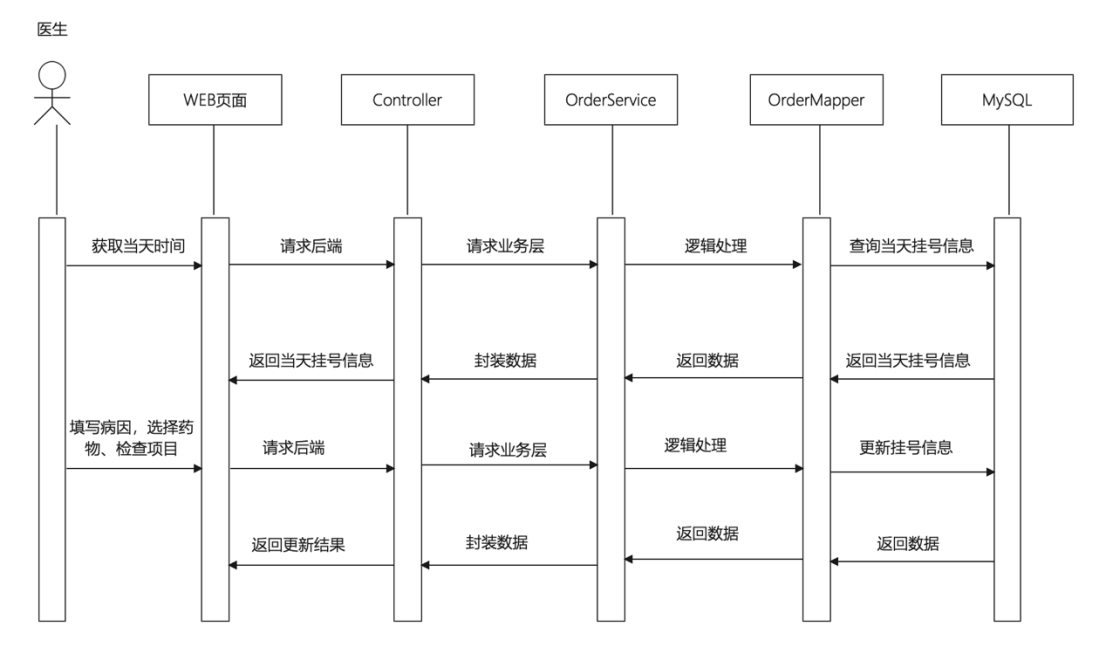 医生
WEB页面
Controller
OrderService
OrderMapper
MySQL
获取当天时间
请求后端
请求业务层
逻辑处理
查询当天挂号信息
返回当天挂号信息
封装数据
返回数据
返回当天挂号信息
填写病因，选择药
物、检查项目
请求后端
请求业务层
逻辑处理
更新挂号信息
返回更新结果
封装数据
返回数据
返回数据